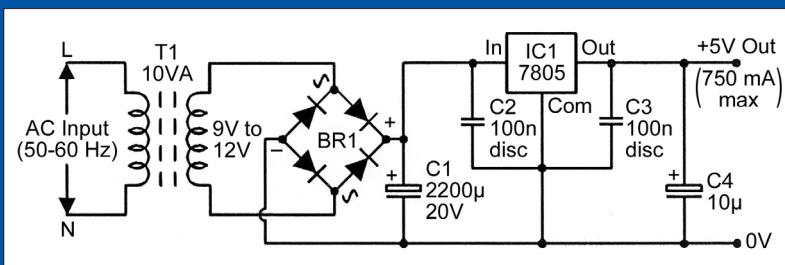 L
T1
10VA
AC Input
(50-60 Hz)
N
9V to
12V
BR1
+
−
C1
2200µ
20V
+
In
IC1
7805
Out
Com
C2
100n
disc
C3
100n
disc
+5V Out
(750 mA
max)
+
C4
10µ
0V